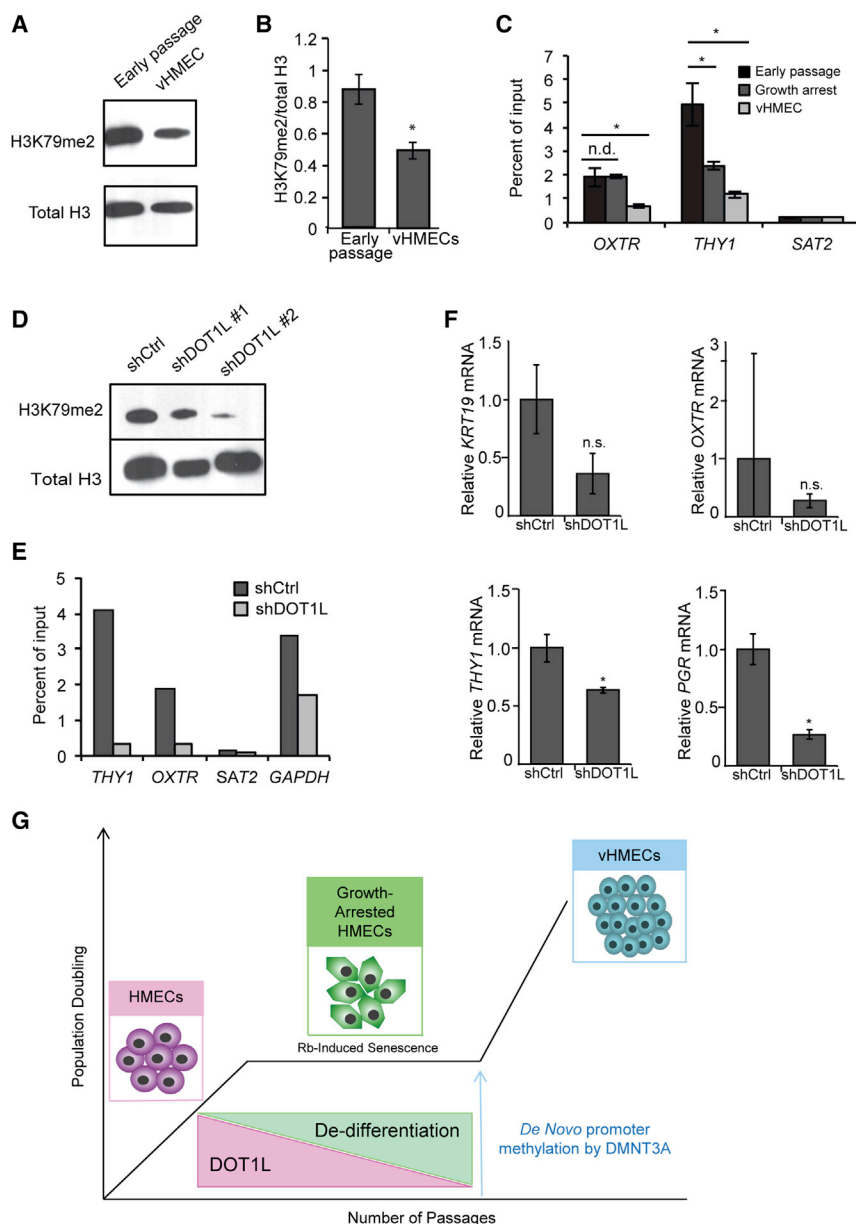 A
Early passage
vHMEC
H3K79me2
Total H3
B
H3K79me2/total H3
1.2
1
0.8
0.6
0.4
0.2
0
*
Early passage
vHMECs
C
Percent of input
7
6
5
4
3
2
1
0
*
n.d.
*
*
Early passage
Growth arrest
vHMEC
OXTR
THY1
SAT2
D
shCtrl
shDOT1L #1
shDOT1L #2
H3K79me2
Total H3
E
Percent of input
5
4
3
2
1
0
shCtrl
shDOT1L
THY1
OXTR
SAT2
GAPDH
F
Relative KRT19 mRNA
1.5
1.0
0.5
0
n.s.
shCtrl
shDOT1L
Relative OXTR mRNA
3
2
1
1
0
n.s.
shCtrl
shDOT1L
Relative THY1 mRNA
1.5
1.0
0.5
0
*
shCtrl
shDOT1L
Relative PGR mRNA
1.5
1.0
0.5
0
*
shCtrl
shDOT1L
G
Population Doubling
HMECs
Growth-
Arrested
HMECs
Rb-Induced Senescence
vHMECs
De-differentiation
DOT1L
De Novo promoter
methylation by DMNT3A
Number of Passages